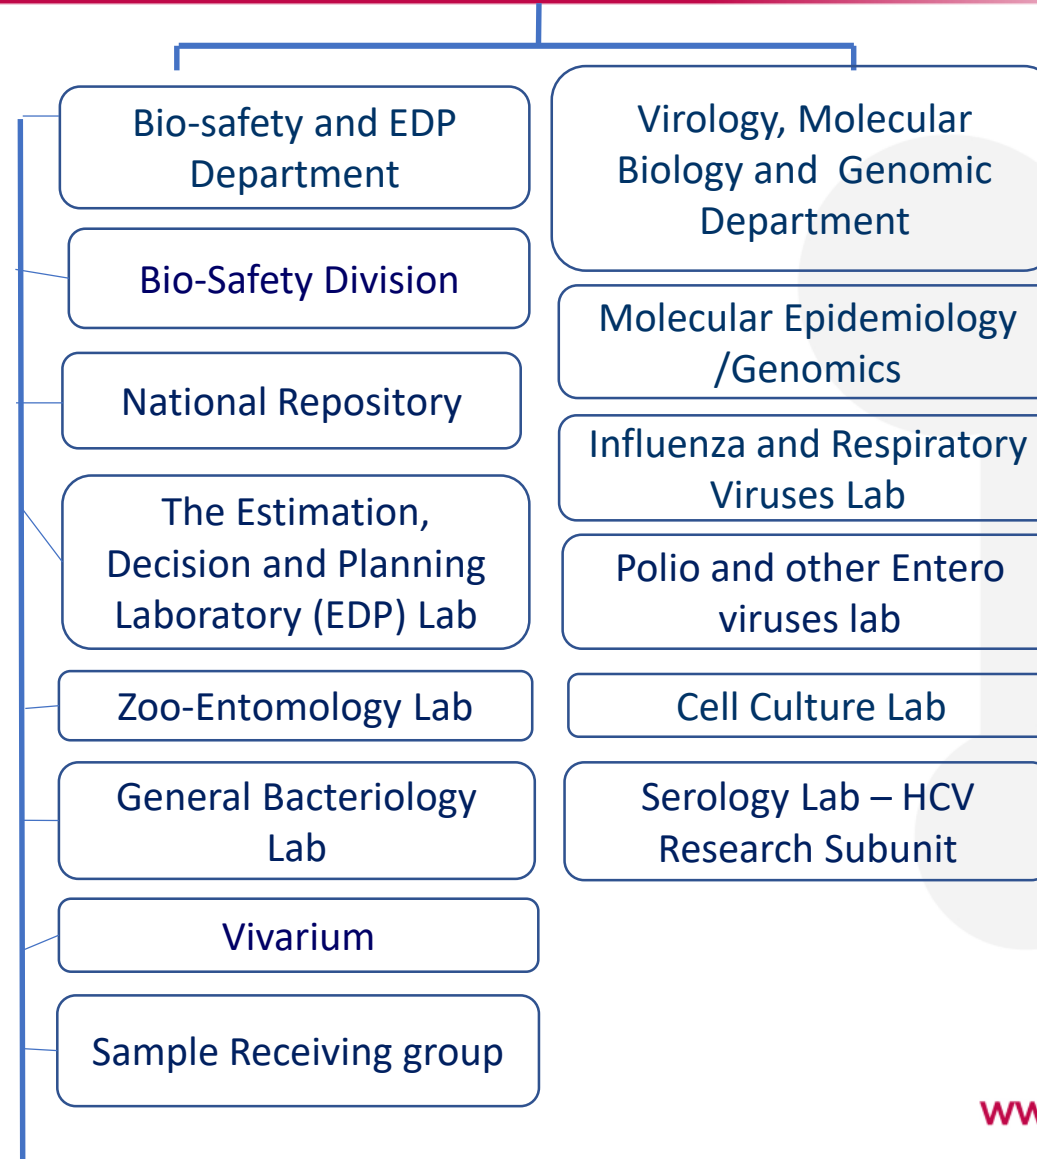 Bio-safety and EDP
Department
Bio-Safety Division
National Repository
The Estimation,
Decision and Planning
Laboratory (EDP) Lab
Zoo-Entomology Lab
General Bacteriology
Lab
Vivarium
Sample Receiving group
Virology, Molecular
Biology and Genomic
Department
Molecular Epidemiology
/Genomics
Influenza and Respiratory
Viruses Lab
Polio and other Entero
viruses lab
Cell Culture Lab
Serology Lab – HCV
Research Subunit